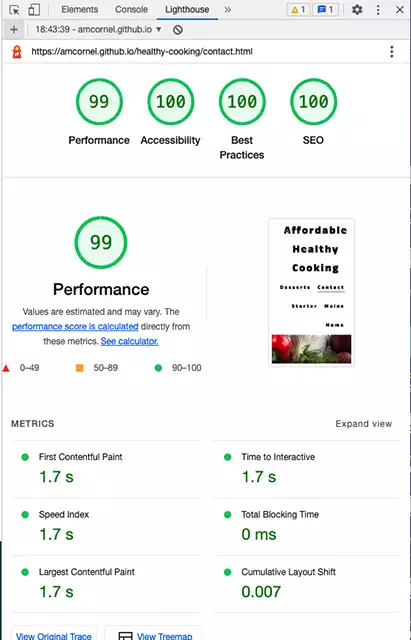 Elements Console Lighthouse » 1 1
+ 18:43:39 - amcornel.github.io
https://amcornel.github.io/healthy-cooking/contact.html
99 100 100 100
Performance Accessibility Best Practices SEO
99
Performance
Values are estimated and may vary. The
performance score is calculated directly from
these metrics. See calculator.
0–49 50–89 90–100
Affordable
Healthy
Cooking
Desserts Contact
Starter Mains
Home
METRICS Expand view
First Contentful Paint Time to Interactive
1.7 s 1.7 s
Speed Index Total Blocking Time
1.7 s 0 ms
Largest Contentful Paint Cumulative Layout Shift
1.7 s 0.007
View Original Trace View Treemap